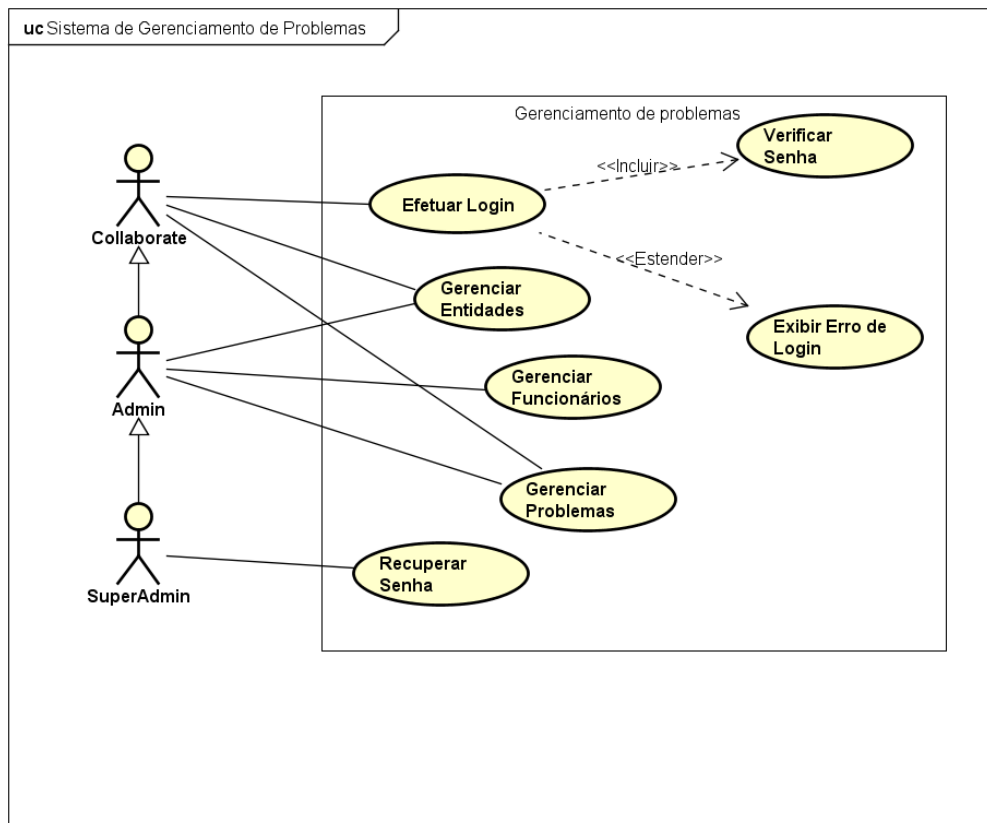 uc Sistema de Gerenciamento de Problemas
Gerenciamento de problemas
Verificar
Senha
<<Incluir>>
Efetuar Login
Collaborate
<<Estender>>
Gerenciar
Entidades
Exibir Erro de
Login
Admin
Gerenciar
Funcionários
Gerenciar
Problemas
Recuperar
Senha
SuperAdmin